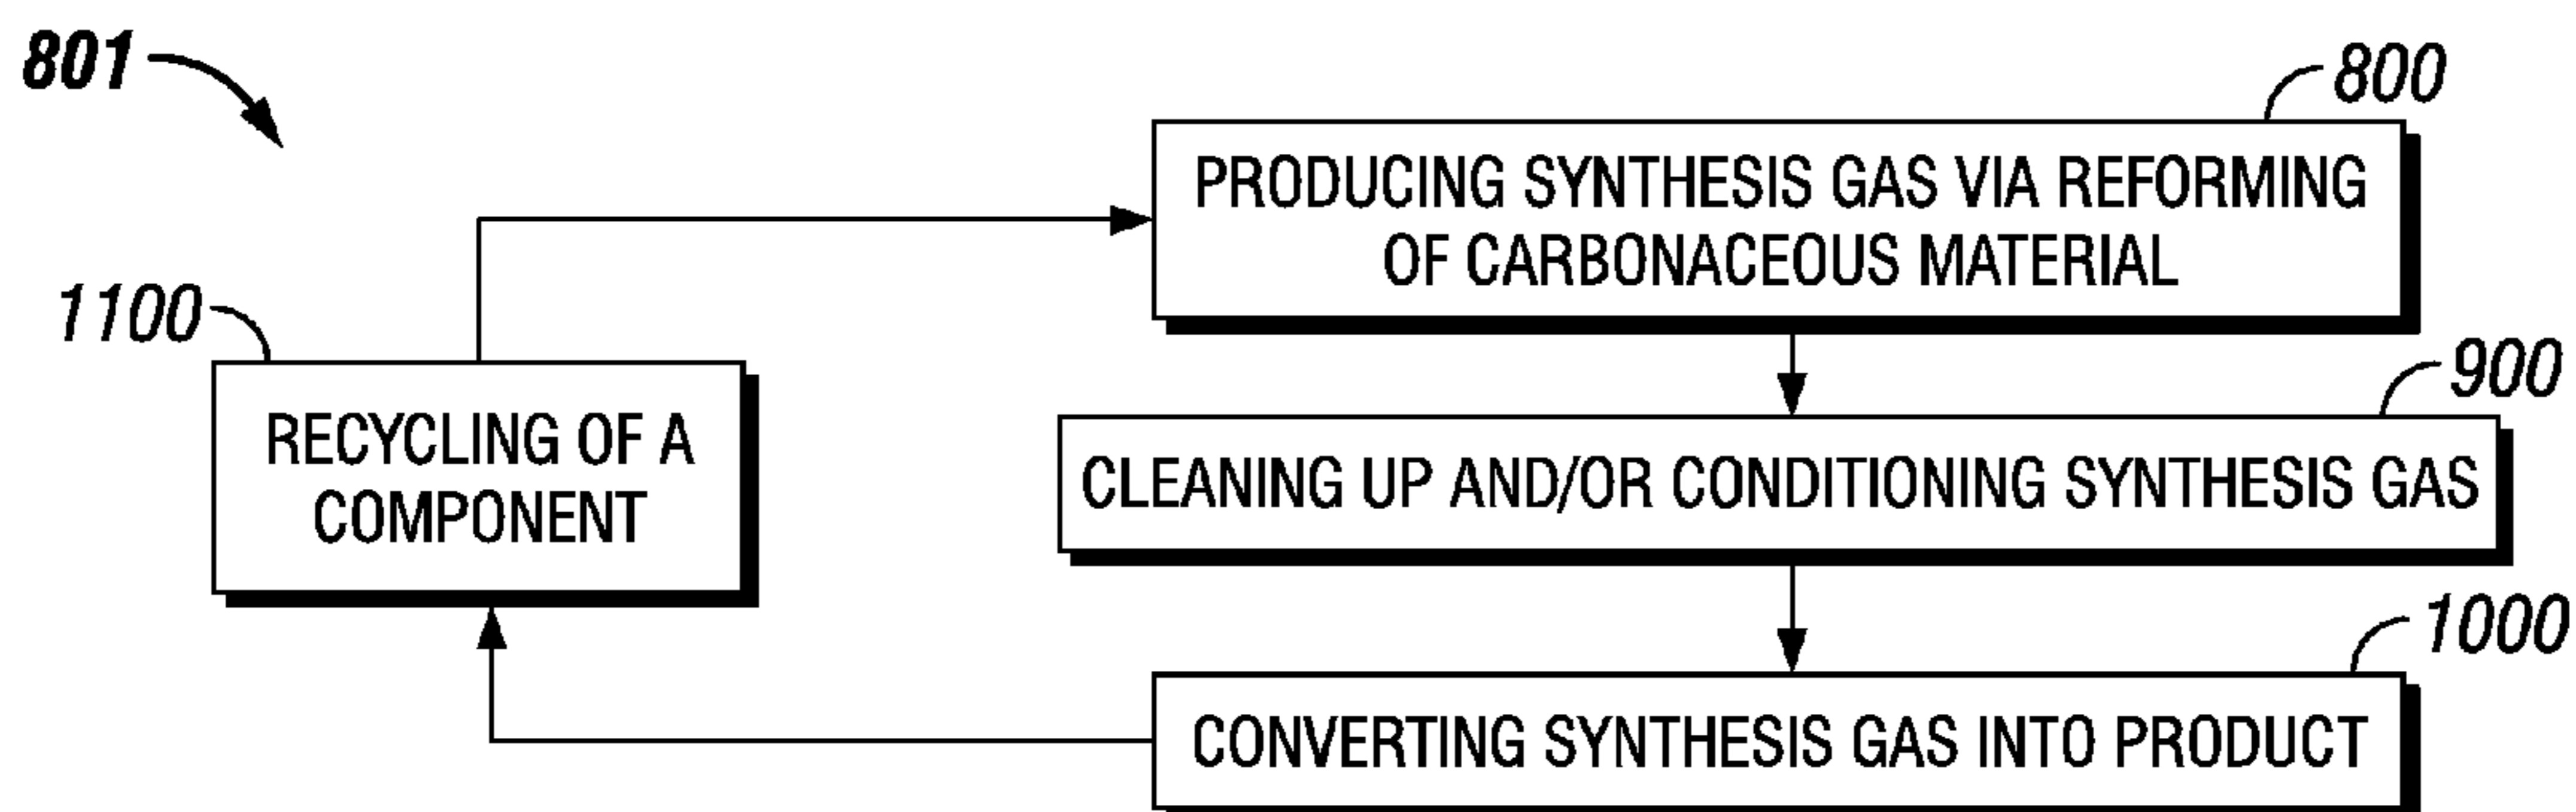 801
800
PRODUCING SYNTHESIS GAS VIA REFORMING
OF CARBONACEOUS MATERIAL
1100
RECYCLING OF A
COMPONENT
900
CLEANING UP AND/OR CONDITIONING SYNTHESIS GAS
1000
CONVERTING SYNTHESIS GAS INTO PRODUCT